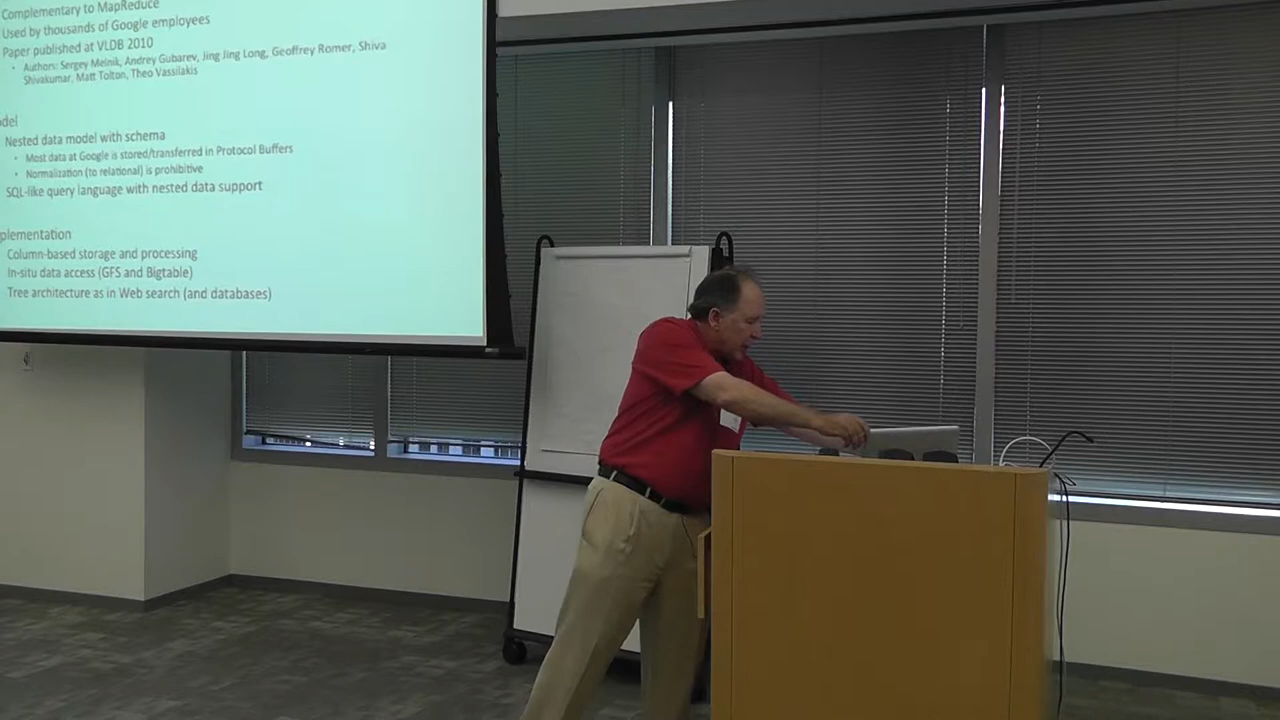 Complementary to MapReduce
Used by thousands of Google employees
Paper published at VLDB 2010
• Authors: Sergey Melnik, Andrey Gubarev, Jing Jing Long, Geoffrey Romer, Shiva
Shivakumar, Matt Tolton, Theo Vassilakis
odel
Nested data model with schema
• Most data at Google is stored/transferred in Protocol Buffers
• Normalization (to relational) is prohibitive
SQL-like query language with nested data support
plementation
Column-based storage and processing
In-situ data access (GFS and Bigtable)
Tree architecture as in Web search (and databases)